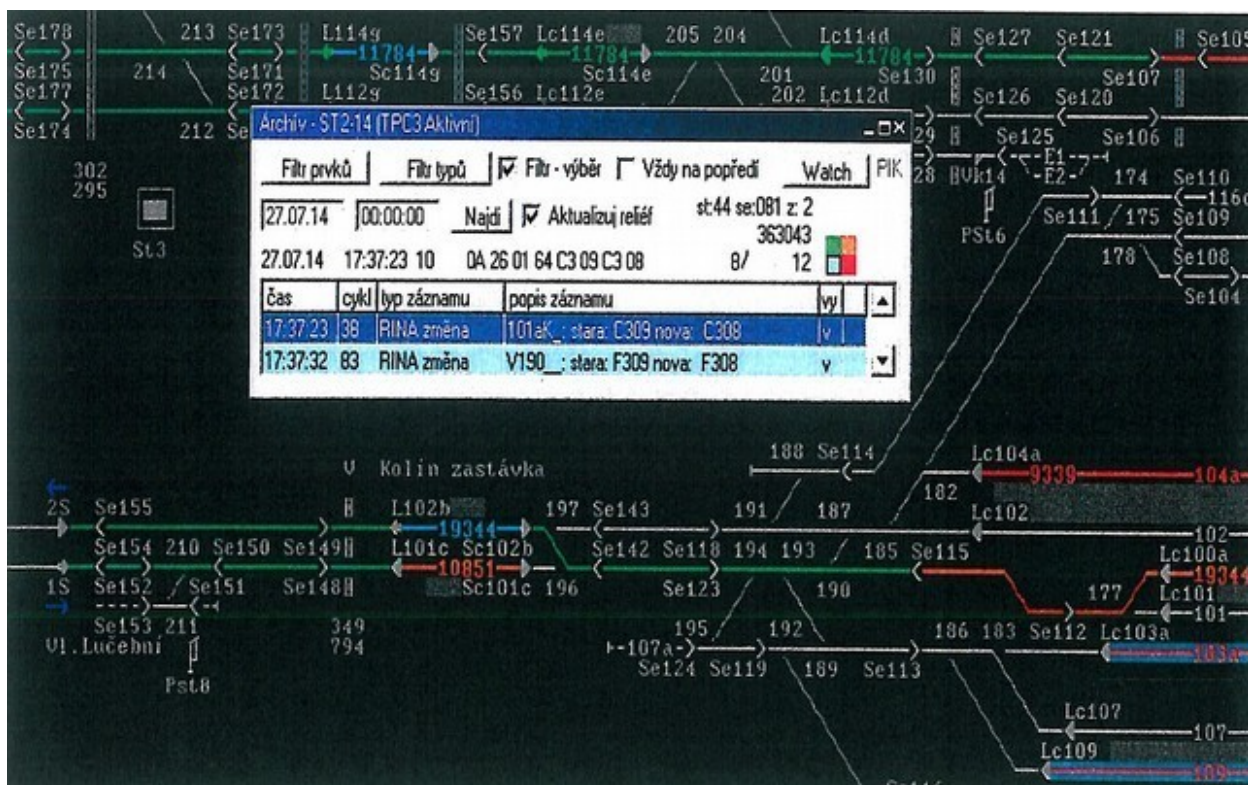 Se178 213 Se173 L114g Se157 Lc114e 205 204 Lc114d Se127 Se121 Se105
11784 11784 11784
Se175 214 Se171 Sc114g Sc114e 201 Se130 Se107
Se177 Se172 L112g Se156 Lc112e 202 Lc112d Se126 Se120
Se174 212
Archiv - ST2-14 (TPC3 Aktivní)
29 Se125 Se106
Filtr prvků Filtr typů Filtr - výběr Vždy na popředí Watch PIK
28 Vk14 E1
E2 174 Se110
302
295
116c
27.07.14 00:00:00 Najdi Aktualizuj reliéf st:44 se:081 z: 2
363043
Se111 175 Se109
PSt6
St3
27.07.14 17:37:23 10 0A 26 01 64 C3 09 C3 08 8/ 12
178 Se108
Se104
čas cykl typ záznamu popis záznamu vy
17:37:23 38 RINA změna 101aK_; stara: C309 nova: C308 v
17:37:32 83 RINA změna V190__; stara: F309 nova: F308 v
188 Se114 Lc104a
V Kolín zastávka
9339 104a
182
2S Se155 L102b 197 Se143 191 187 Lc102
19344 102
Se154 210 Se150 Se149 L101c Sc102b Se142 Se118 194 193 185 Se115 Lc100a
10851 19344
1S Se152 Se151 Se148 Sc101c 196 Se123 190 177 Lc101
101
Se153 211 349 195 192 186 183 Se112 Lc103a
Vl.Lučební 794 107a 103a
Se124 Se119 189 Se113
Pst8
Lc107
107
Lc109
109